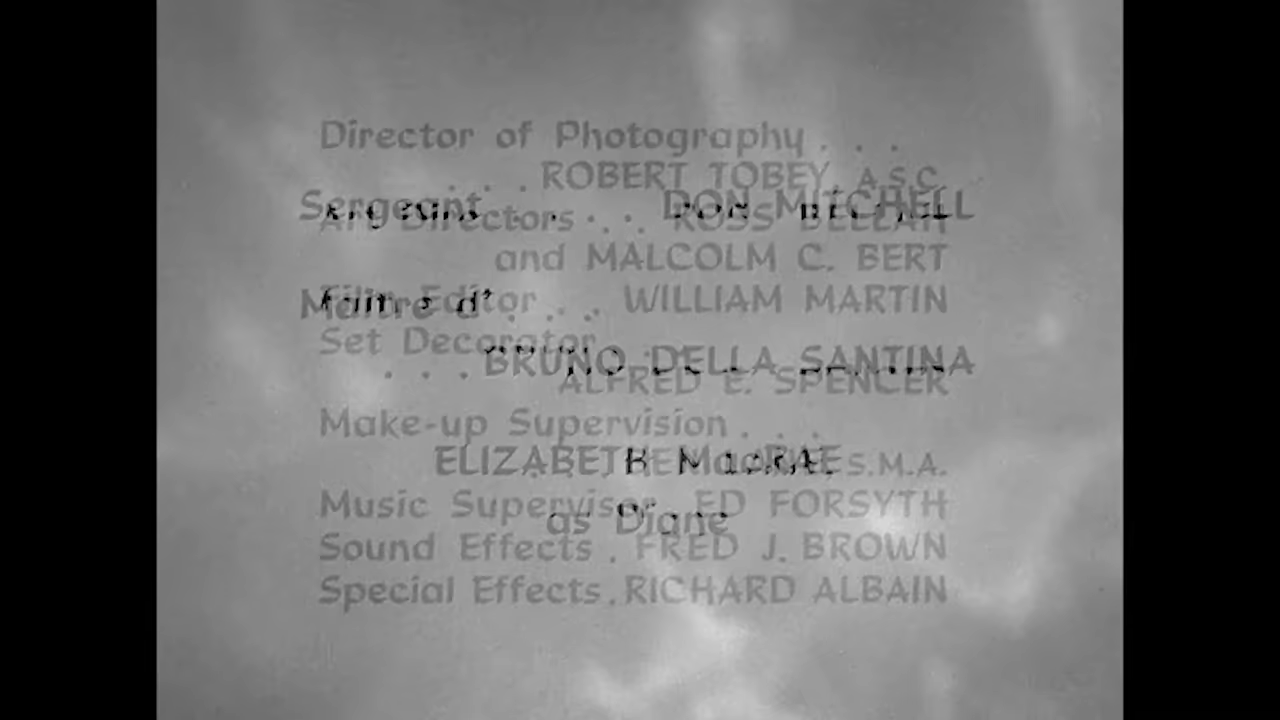 Director of Photography . . .
. . . ROBERT TOBEY, A.S.C.
Sergeant . . . DON MITCHELL
Art Directors . . . ROSS BELLAH
and MALCOLM C. BERT
Film Editor . . . WILLIAM MARTIN
Maitre d' . . .
Set Decorator
BRUNO DELLA SANTINA
. . . ALFRED E. SPENCER
Make-up Supervision . . .
ELIZABETH MacRAE
S.M.A.
Music Supervisor . ED FORSYTH
as Diane
Sound Effects . FRED J. BROWN
Special Effects . RICHARD ALBAIN